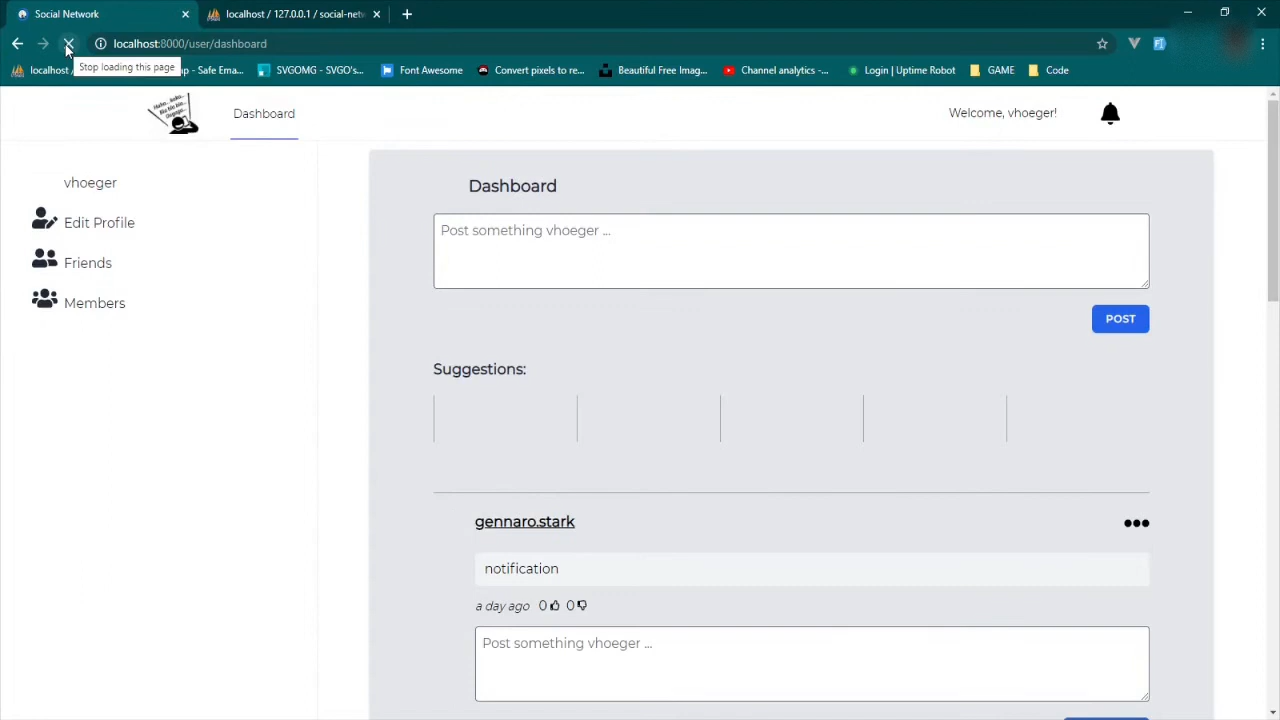 Social Network
localhost / 127.0.0.1 / social-netw
localhost:8000/user/dashboard
Stop loading this page
localhost /
p - Safe Ema...
SVGOMG - SVGO's...
Font Awesome
Convert pixels to re...
Beautiful Free Imag...
Channel analytics -...
Login | Uptime Robot
GAME
Code
Dashboard
Welcome, vhoeger!
vhoeger
Edit Profile
Friends
Members
Dashboard
Post something vhoeger ...
POST
Suggestions:
gennaro.stark
notification
a day ago 0 0
Post something vhoeger ...